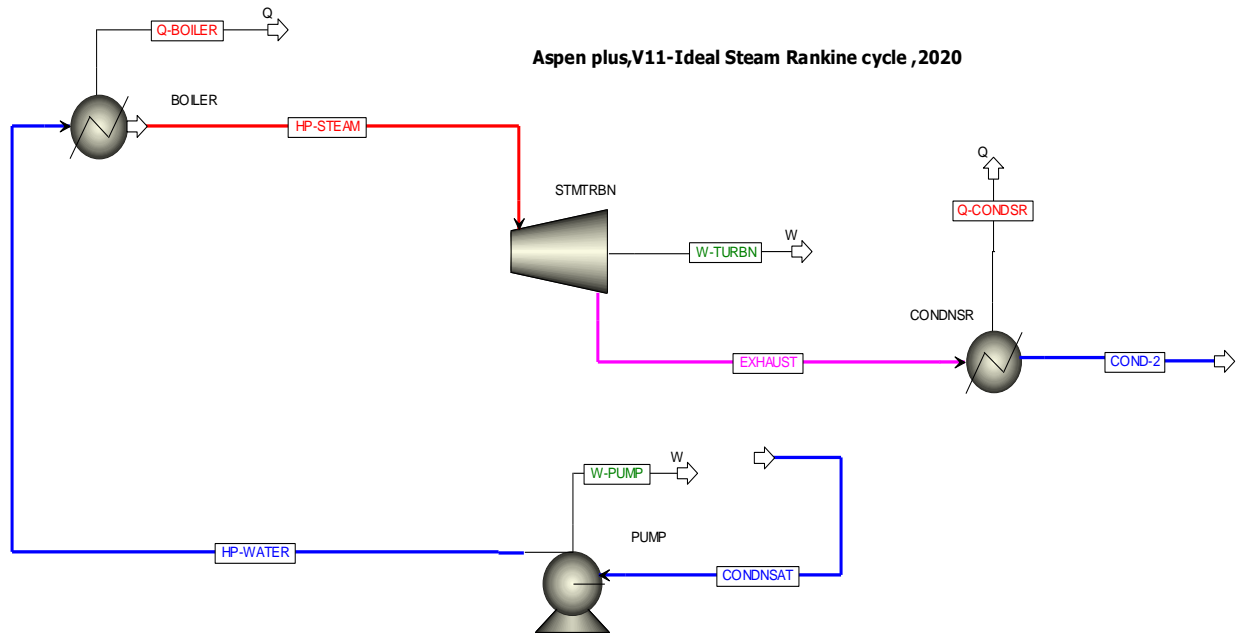 Q-BOILER
Q
Aspen plus,V11-Ideal Steam Rankine cycle ,2020
BOILER
HP-STEAM
Q
STMTRBN
Q-CONDSR
W-TURBN
W
CONDNSR
EXHAUST
COND-2
W-PUMP
W
PUMP
HP-WATER
CONDNSAT